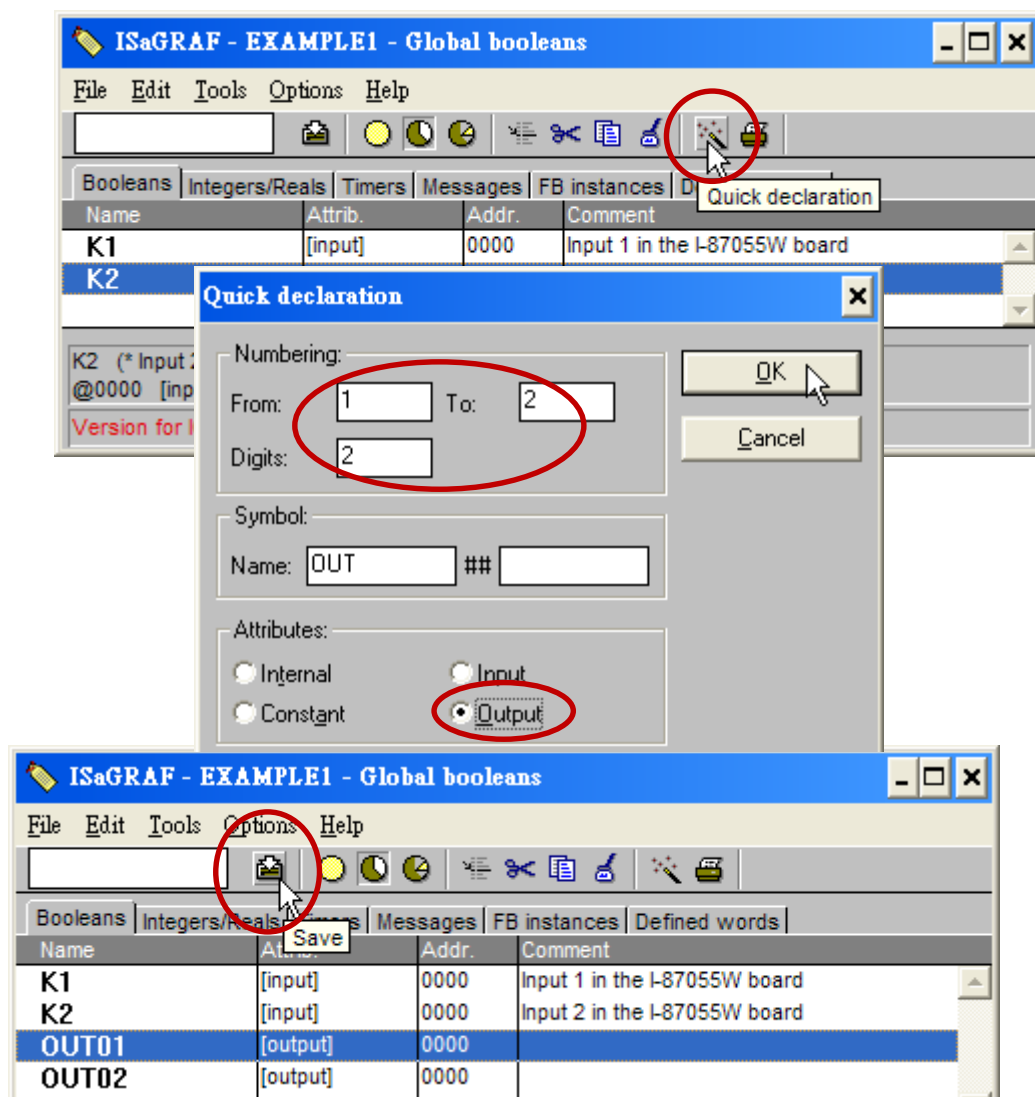 ISaGRAF - EXAMPLE1 - Global booleans
File Edit Tools Options Help
Booleans Integers/Reals Timers Messages FB instances
Quick declaration
Name Attrib. Addr. Comment
K1 [input] 0000 Input 1 in the I-87055W board
K2
K2 (* Input
@0000 [inp
Version for
Quick declaration
Numbering:
From: 1 To: 2
Digits: 2
OK
Cancel
Symbol:
Name: OUT ##
Attributes:
Internal Input
Constant Output
ISaGRAF - EXAMPLE1 - Global booleans
File Edit Tools Options Help
Booleans Integers/Reals Timers Messages FB instances Defined words
Save
Name Attrib. Addr. Comment
K1 [input] 0000 Input 1 in the I-87055W board
K2 [input] 0000 Input 2 in the I-87055W board
OUT01 [output] 0000
OUT02 [output] 0000